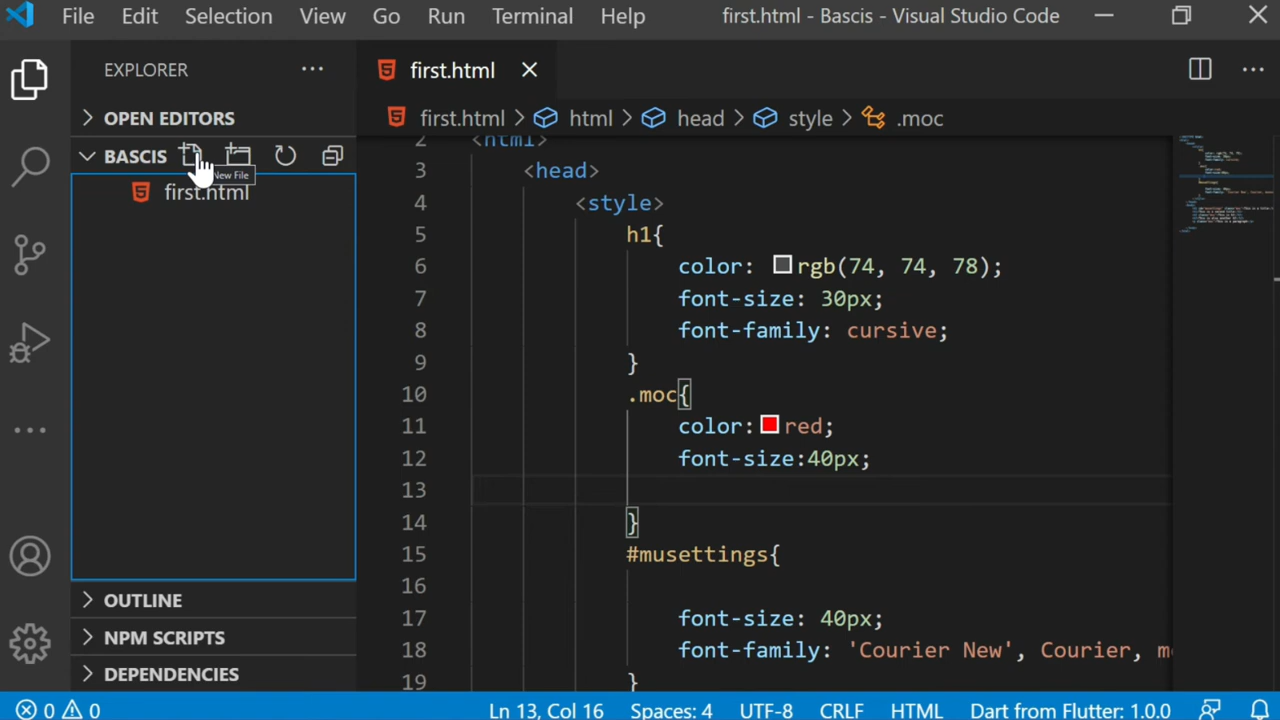 File Edit Selection View Go Run Terminal Help first.html - Bascis - Visual Studio Code
EXPLORER
first.html
OPEN EDITORS
first.html > html > head > style > .moc
BASCIS
New File
first.html
2 <html>
3 <head>
4 <style>
5 h1{
6 color: rgb(74, 74, 78);
7 font-size: 30px;
8 font-family: cursive;
9 }
10 .moc{
11 color: red;
12 font-size:40px;
13
14 }
15 #musettings{
16
17 font-size: 40px;
18 font-family: 'Courier New', Courier, m
19 }
OUTLINE
NPM SCRIPTS
DEPENDENCIES
0 0 Ln 13, Col 16 Spaces: 4 UTF-8 CRLF HTML Dart from Flutter: 1.0.0